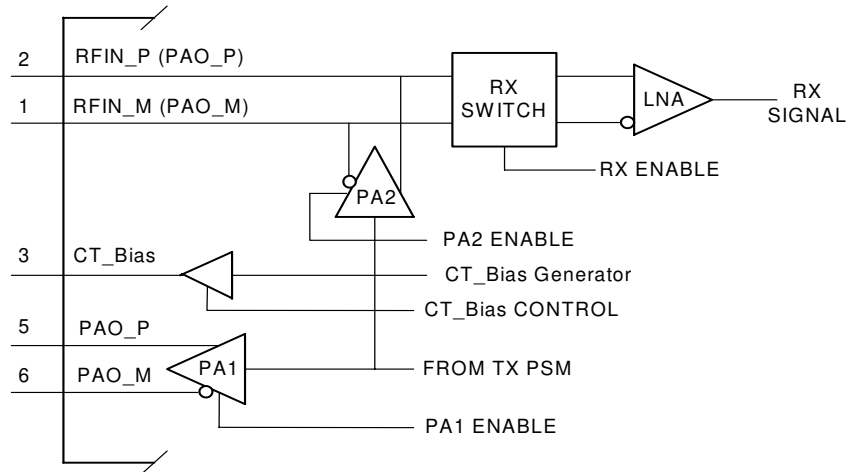 2 RFIN_P (PAO_P)
1 RFIN_M (PAO_M)
RX
SWITCH
LNA
RX
SIGNAL
RX ENABLE
PA2
PA2 ENABLE
3 CT_Bias
CT_Bias Generator
CT_Bias CONTROL
5 PAO_P
6 PAO_M
PA1
FROM TX PSM
PA1 ENABLE